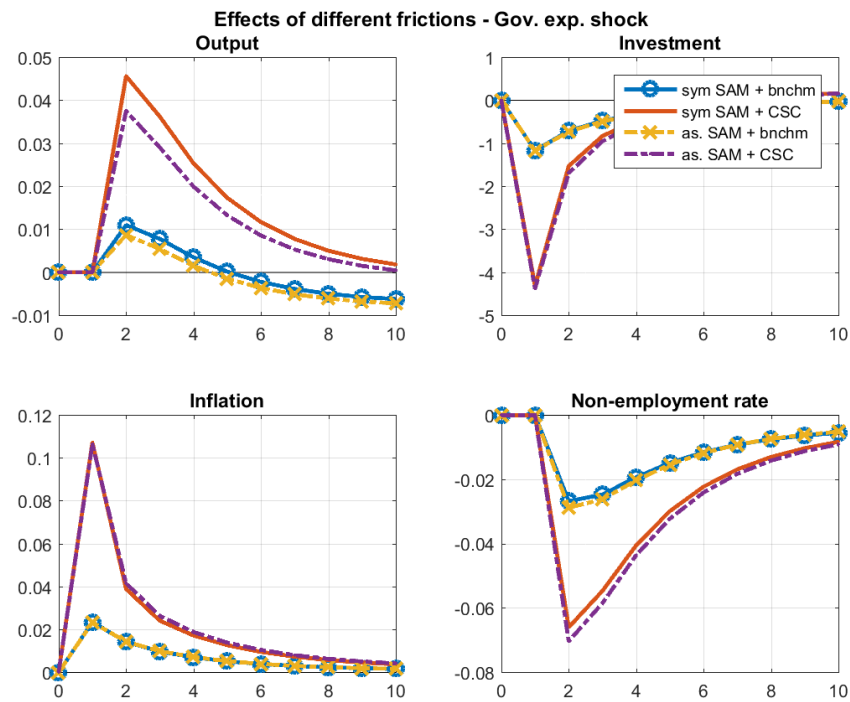 Effects of different frictions - Gov. exp. shock
Output
0.05
0.04
0.03
0.02
0.01
0
-0.01
0 2 4 6 8 10
Investment
1
0
-1
-2
-3
-4
-5
0 2 4 6 8 10
sym SAM + bnchm
sym SAM + CSC
as. SAM + bnchm
as. SAM + CSC
Inflation
0.12
0.1
0.08
0.06
0.04
0.02
0
0 2 4 6 8 10
Non-employment rate
0
-0.02
-0.04
-0.06
-0.08
0 2 4 6 8 10